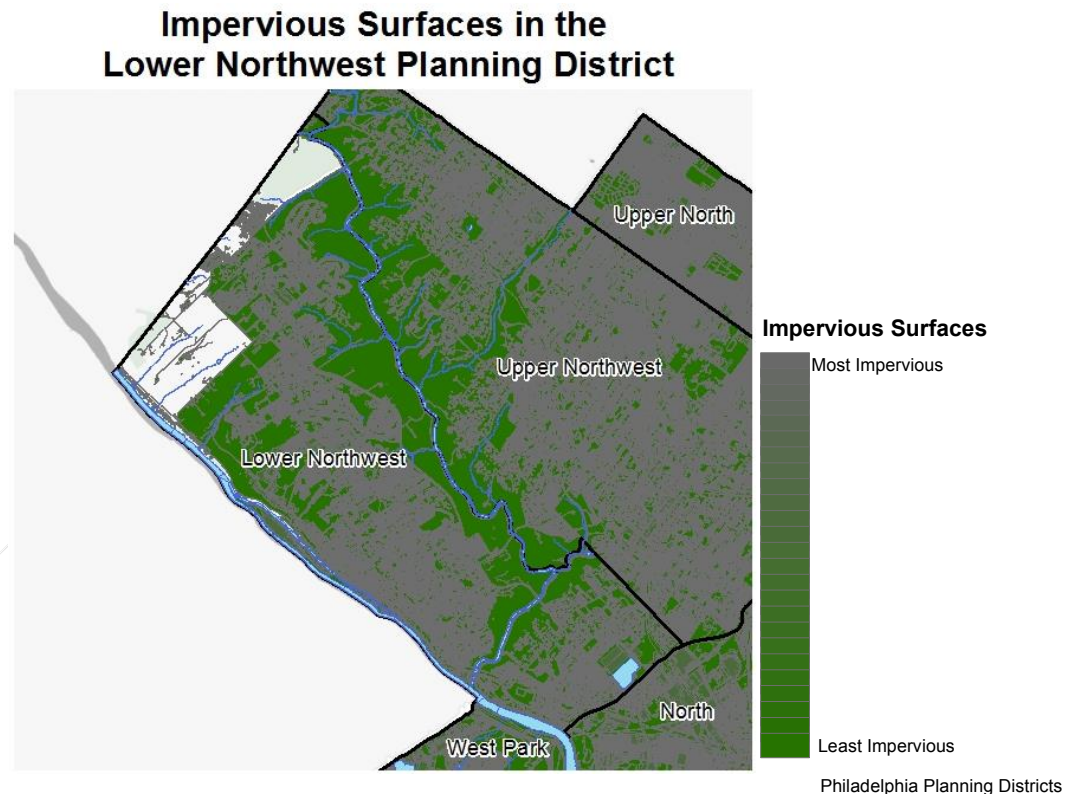 Impervious Surfaces in the
Lower Northwest Planning District
Upper North
Upper Northwest
Lower Northwest
North
West Park
Impervious Surfaces
Most Impervious
Least Impervious
Philadelphia Planning Districts